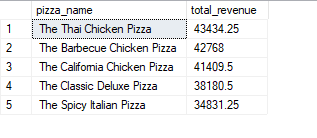 pizza_name total_revenue
1 The Thai Chicken Pizza 43434.25
2 The Barbecue Chicken Pizza 42768
3 The California Chicken Pizza 41409.5
4 The Classic Deluxe Pizza 38180.5
5 The Spicy Italian Pizza 34831.25